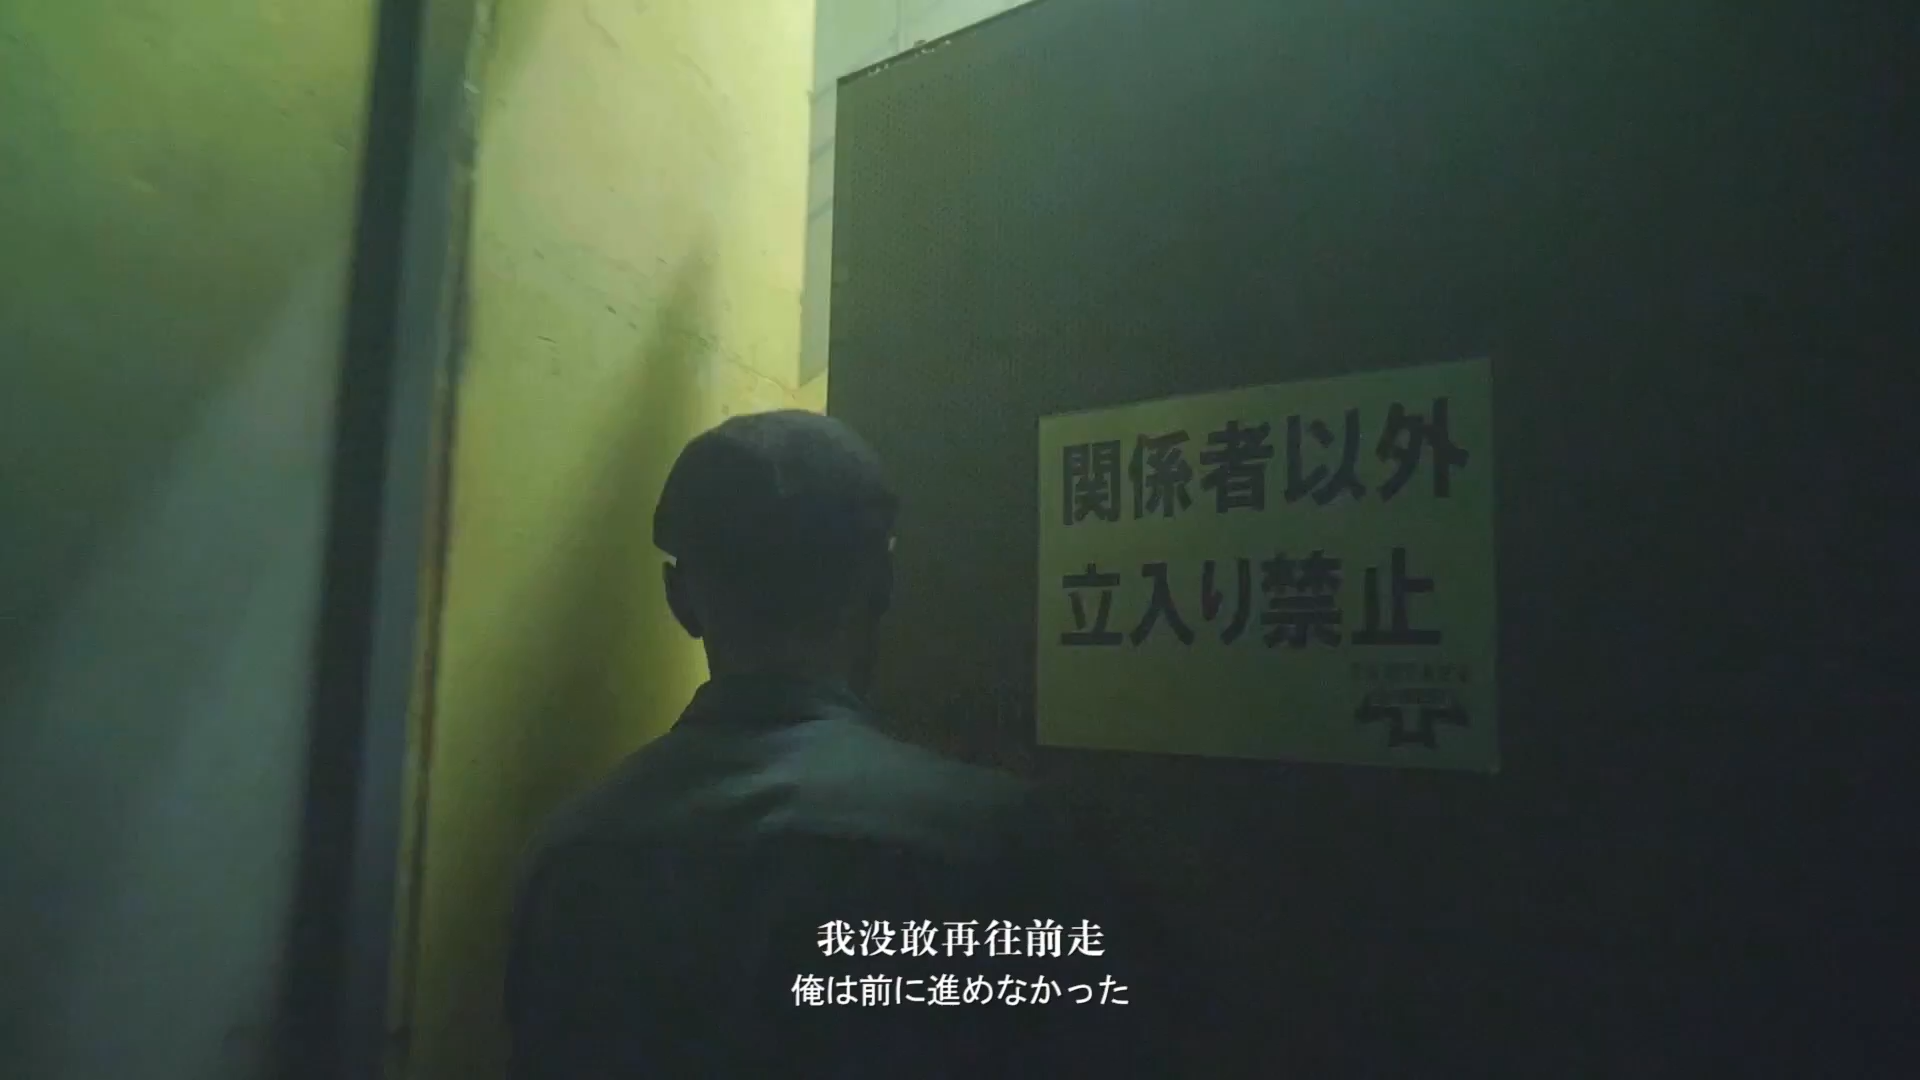 関係者以外
立入り禁止
我没敢再往前走
俺は前に進めなかった